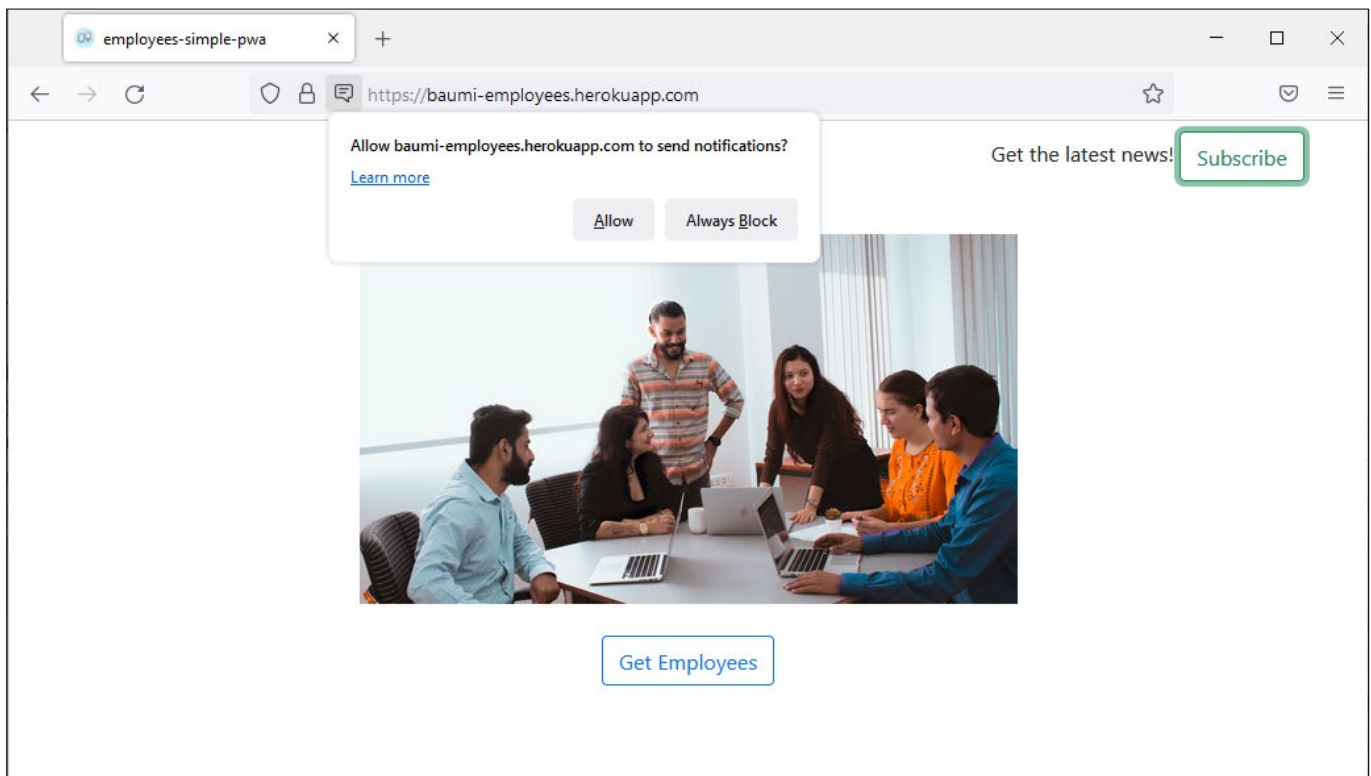 employees-simple-pwa
https://baumi-employees.herokuapp.com
Allow baumi-employees.herokuapp.com to send notifications?
Learn more
Allow
Always Block
Get the latest news!
Subscribe
Get Employees